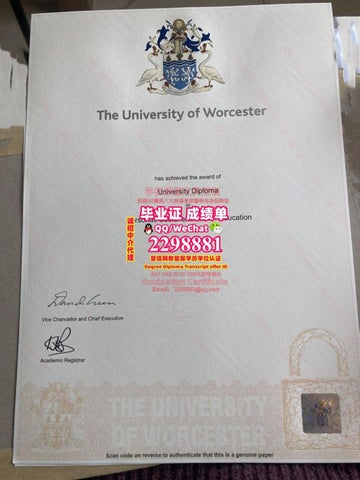 The University of Worcester
has achieved the award of
University Diploma
毕业证 成绩单
QQ/WeChat
2298881
诚招中介代理
Degree Diploma Transcript offer ID
Graduation Certificate
Vice Chancellor and Chief Executive
Academic Registrar
THE UNIVERSITY
OF WORCESTER
Scan code on reverse to authenticate that this is a genuine paper